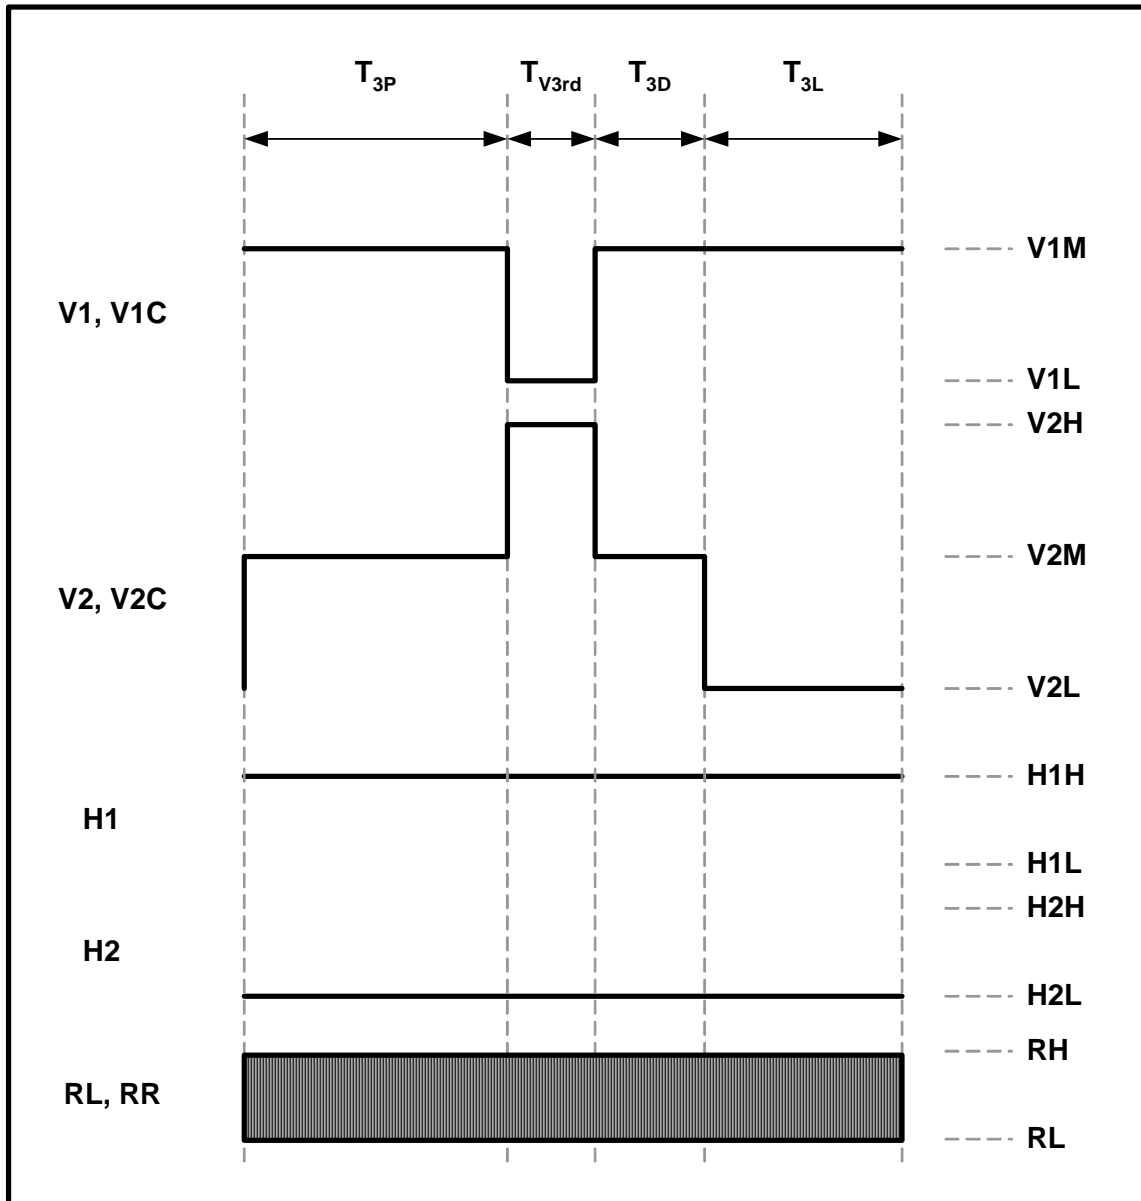 T3P TV3rd T3D T3L
V1M
V1, V1C
V1L
V2H
V2M
V2, V2C
V2L
H1H
H1
H1L
H2H
H2
H2L
RH
RL, RR
RL